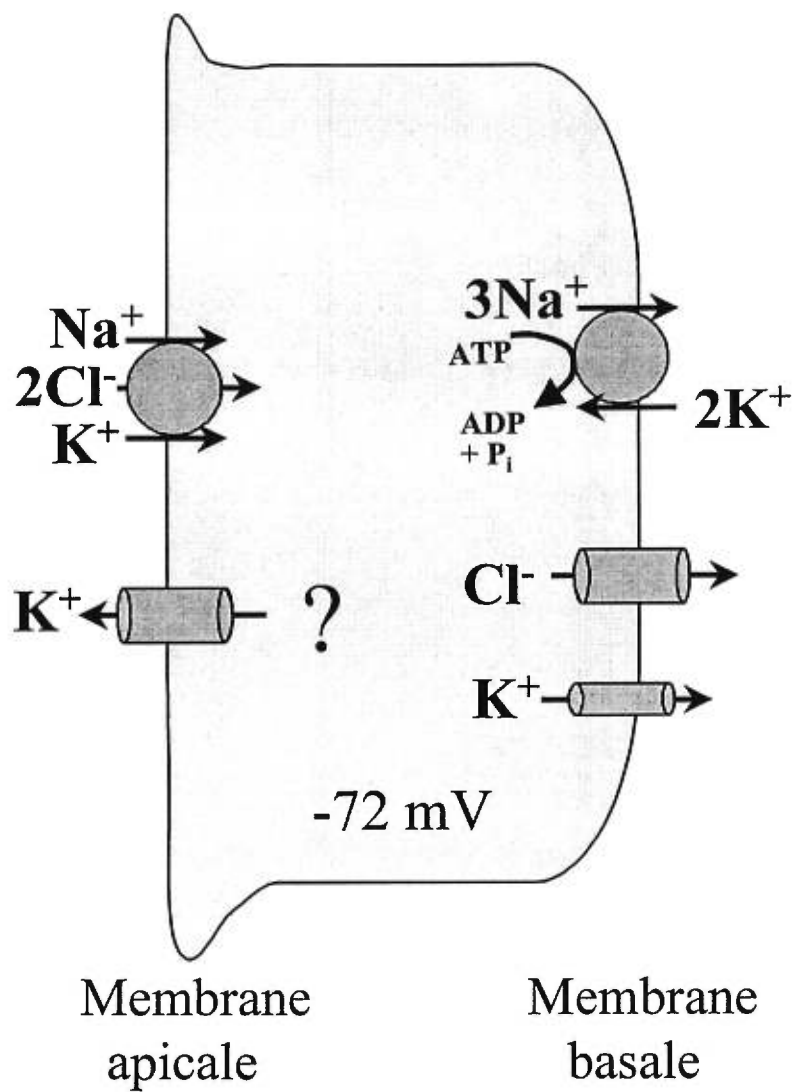 Na⁺
2Cl⁻
K⁺
3Na⁺
ATP
ADP
+ Pᵢ
2K⁺
K⁺
?
Cl⁻
K⁺
-72 mV
Membrane
apicale
Membrane
basale